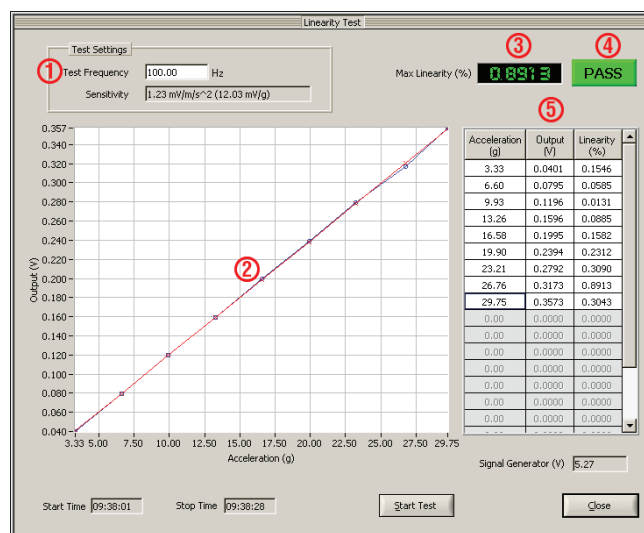 Linearity Test
Test Settings
③
④
① Test Frequency 100.00 Hz
Max Linearity (%) 0.8913 PASS
Sensitivity 1.23 mV/m/s^2 (12.03 mV/g)
⑤
Acceleration (g) Output (V) Linearity (%)
3.33 0.0401 0.1546
6.60 0.0795 0.0585
9.93 0.1196 0.0131
13.26 0.1596 0.0885
16.58 0.1995 0.1582
19.90 0.2394 0.2312
23.21 0.2792 0.3090
26.76 0.3173 0.8913
29.75 0.3573 0.3043
0.00 0.0000 0.0000
0.00 0.0000 0.0000
0.00 0.0000 0.0000
0.00 0.0000 0.0000
0.00 0.0000 0.0000
0.00 0.0000 0.0000
0.00 0.0000 0.0000
0.357
0.340
0.320
0.300
0.280
0.260
0.240
0.220
0.200
0.180
0.160
0.140
0.120
0.100
0.080
0.060
0.040
Output (V)
②
3.33 5.00 7.50 10.00 12.50 15.00 17.50 20.00 22.50 25.00 27.50 29.75
Acceleration (g)
Signal Generator (V) 5.27
Start Time 09:38:01 Stop Time 09:38:28 Start Test Close